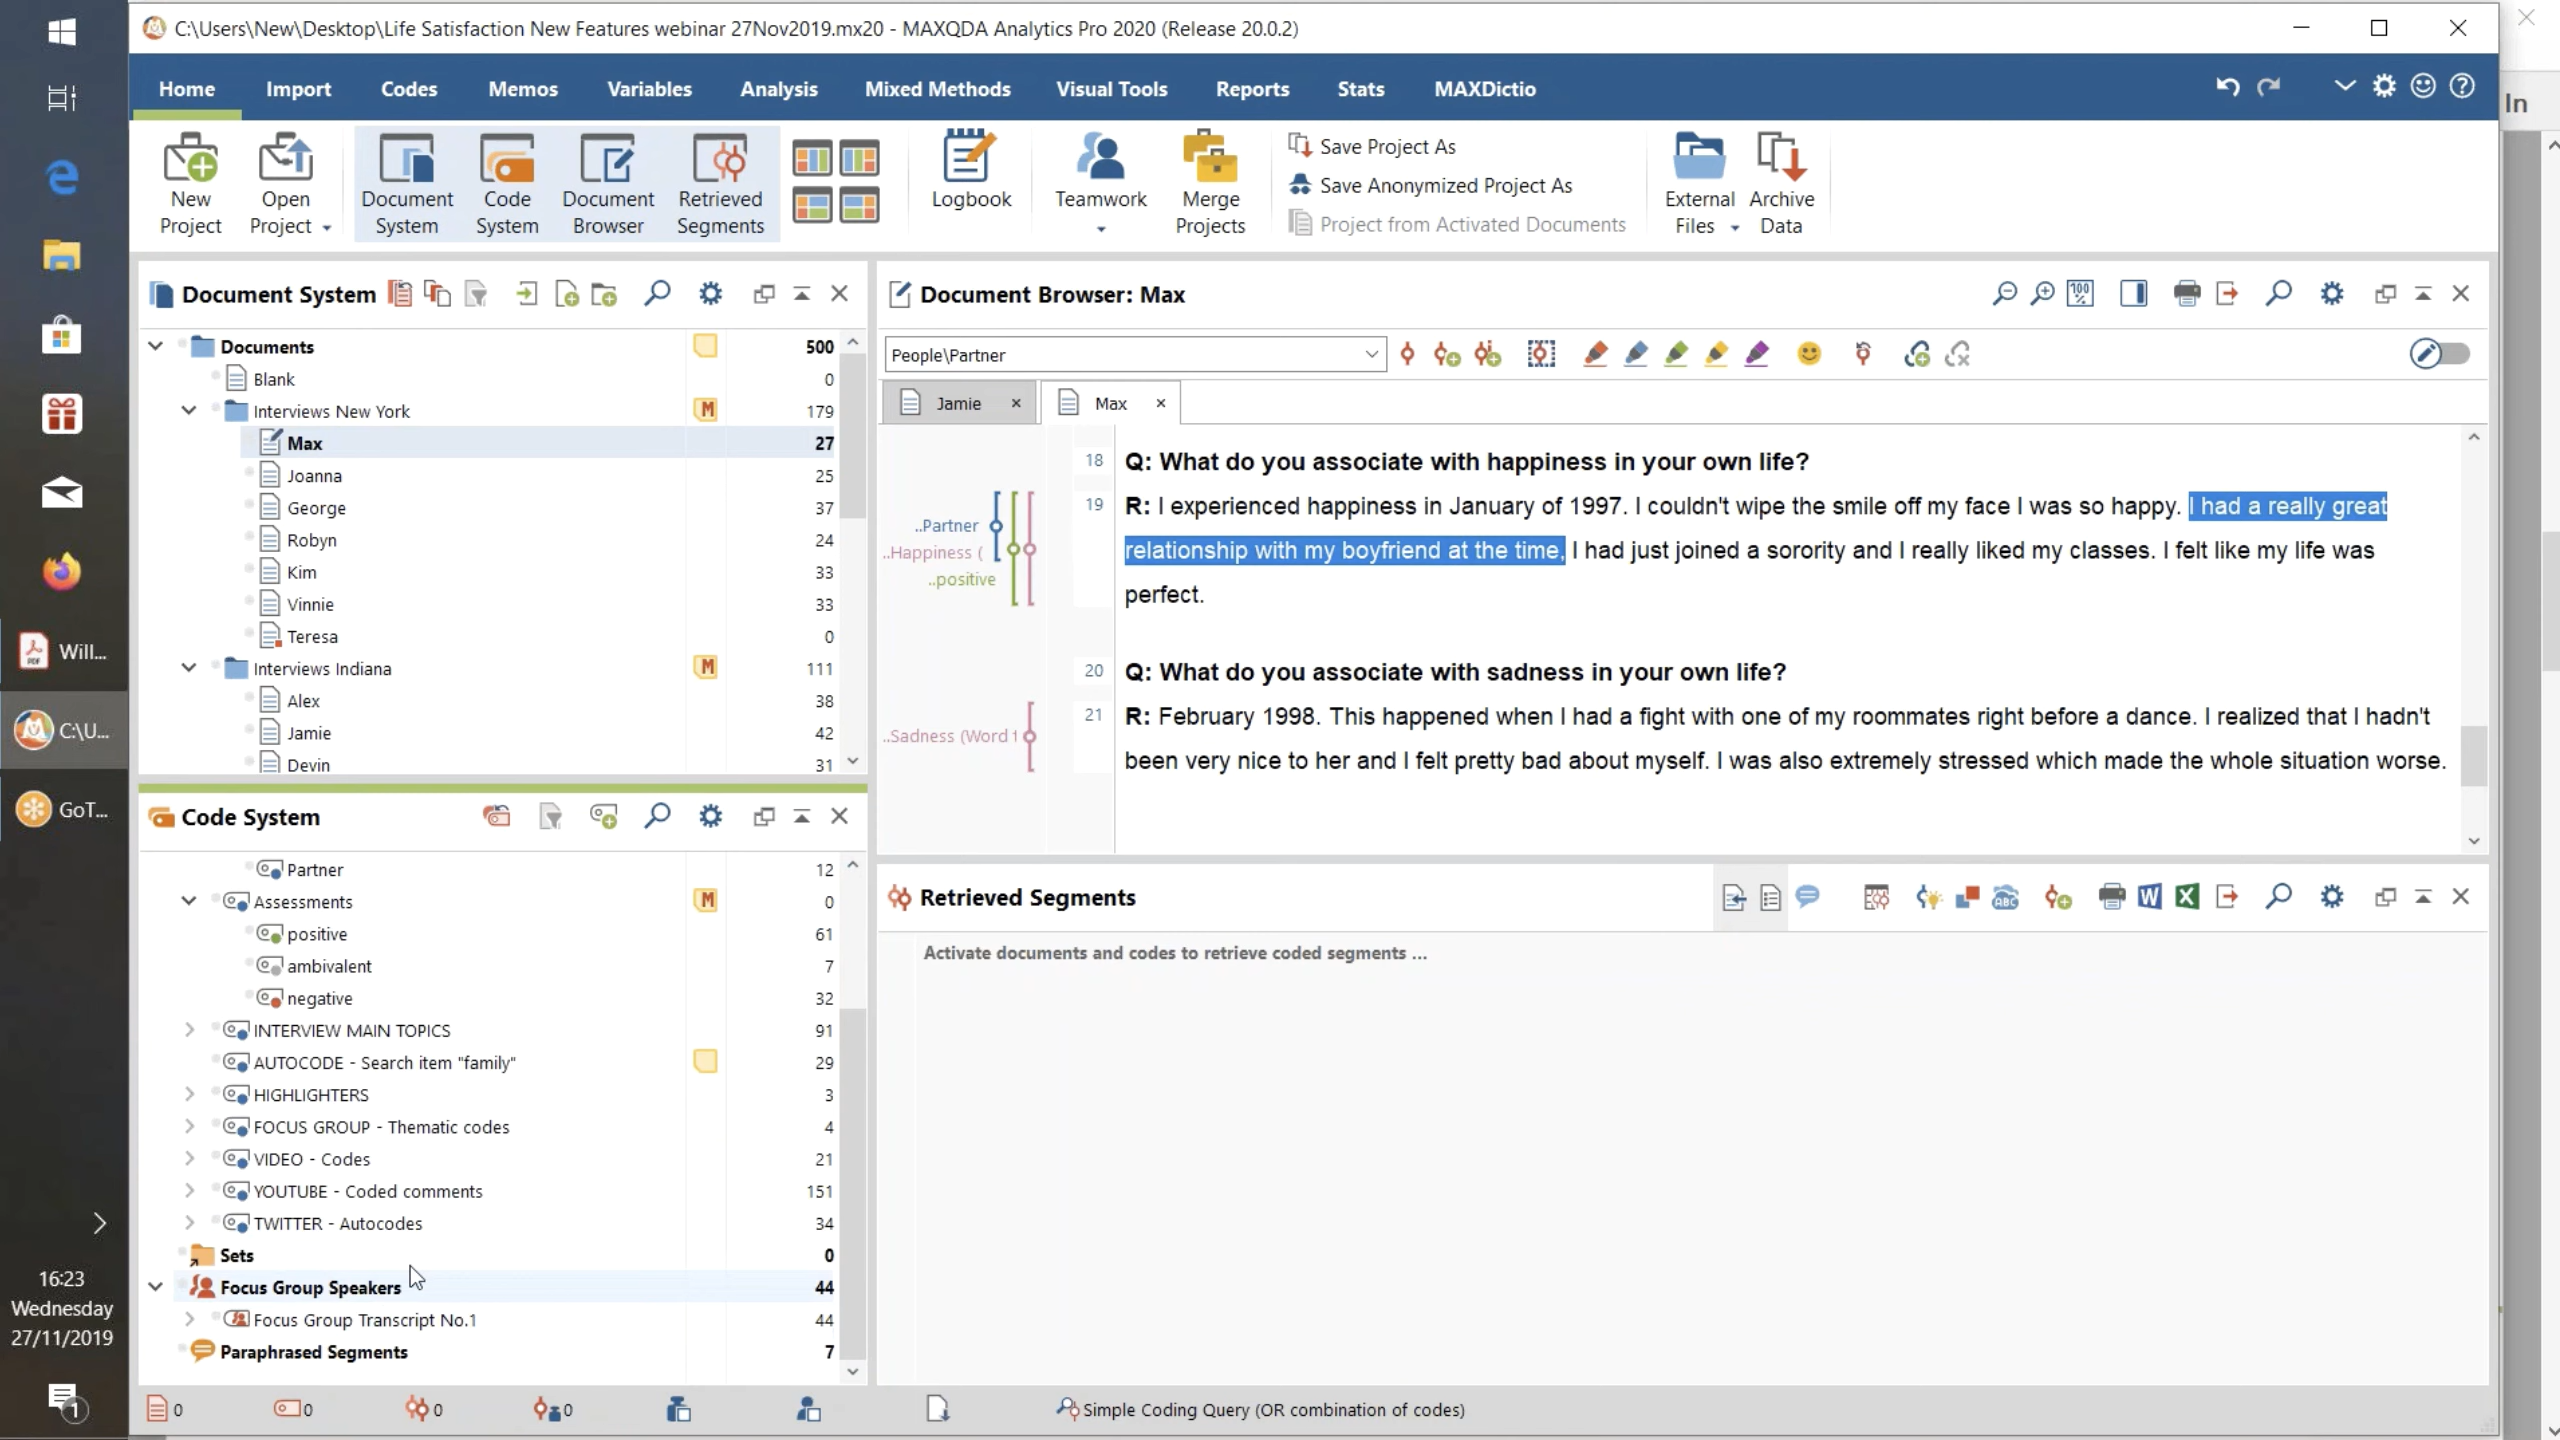 C:\Users\New\Desktop\Life Satisfaction New Features webinar 27Nov2019.mx20 - MAXQDA Analytics Pro 2020 (Release 20.0.2)
Home Import Codes Memos Variables Analysis Mixed Methods Visual Tools Reports Stats MAXDictio
In
New Project
Open Project
Document System
Code System
Document Browser
Retrieved Segments
Logbook
Teamwork
Merge Projects
Save Project As
Save Anonymized Project As
Project from Activated Documents
External Files
Archive Data
Document System
Documents 500
Blank 0
Interviews New York M 179
Max 27
Joanna 25
George 37
Robyn 24
Kim 33
Vinnie 33
Teresa 0
Interviews Indiana M 111
Alex 38
Jamie 42
Devin 31
Code System
Partner 12
Assessments M 0
positive 61
ambivalent 7
negative 32
INTERVIEW MAIN TOPICS 91
AUTOCODE - Search item "family" 29
HIGHLIGHTERS 3
FOCUS GROUP - Thematic codes 4
VIDEO - Codes 21
YOUTUBE - Coded comments 151
TWITTER - Autocodes 34
Sets 0
Focus Group Speakers 44
Focus Group Transcript No.1 44
Paraphrased Segments 7
Document Browser: Max
100 %
People\Partner
Jamie
Max
18 Q: What do you associate with happiness in your own life?
19 R: I experienced happiness in January of 1997. I couldn't wipe the smile off my face I was so happy. I had a really great
relationship with my boyfriend at the time, I had just joined a sorority and I really liked my classes. I felt like my life was
perfect.
..Partner
..Happiness (
..positive
20 Q: What do you associate with sadness in your own life?
21 R: February 1998. This happened when I had a fight with one of my roommates right before a dance. I realized that I hadn't
been very nice to her and I felt pretty bad about myself. I was also extremely stressed which made the whole situation worse.
..Sadness (Word
Retrieved Segments
ABC
Activate documents and codes to retrieve coded segments ...
0 0 0 0
Simple Coding Query (OR combination of codes)
Will...
C:\U...
GoT...
16:23
Wednesday
27/11/2019
1